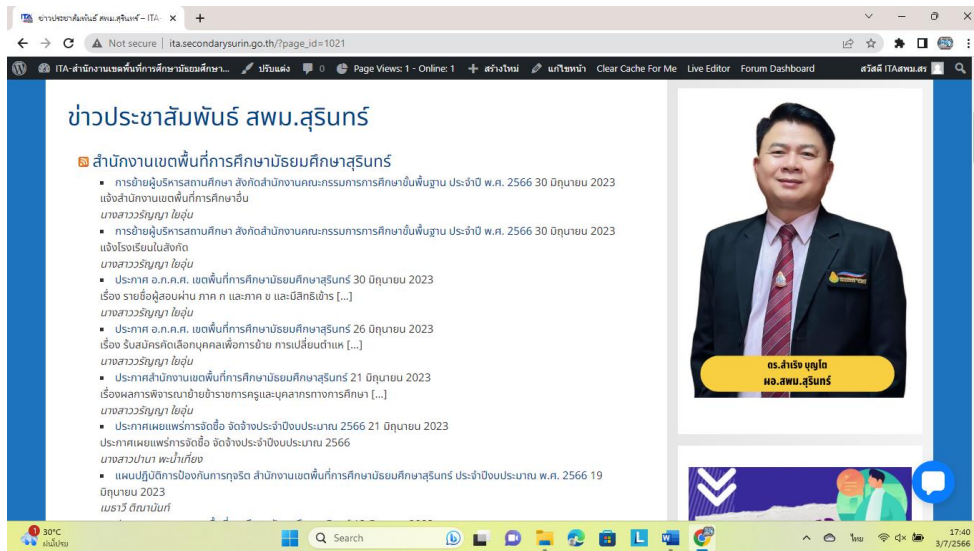 ข่าวประชาสัมพันธ์ สพม.สุรินทร์ – ITA-
Not secure | ita.secondarysurin.go.th/?page_id=1021
ITA-สำนักงานเขตพื้นที่การศึกษามัธยมศึกษา... ปรับแต่ง 0 Page Views: 1 - Online: 1 สร้างใหม่ แก้ไขหน้า Clear Cache For Me Live Editor Forum Dashboard สวัสดี ITAสพม.สร
ข่าวประชาสัมพันธ์ สพม.สุรินทร์
สำนักงานเขตพื้นที่การศึกษามัธยมศึกษาสุรินทร์
การย้ายผู้บริหารสถานศึกษา สังกัดสำนักงานคณะกรรมการการศึกษาขั้นพื้นฐาน ประจำปี พ.ศ. 2566 30 มิถุนายน 2023
แจ้งสำนักงานเขตพื้นที่การศึกษาอื่น
นางสาววรัญญา ใยอุ่น
การย้ายผู้บริหารสถานศึกษา สังกัดสำนักงานคณะกรรมการการศึกษาขั้นพื้นฐาน ประจำปี พ.ศ. 2566 30 มิถุนายน 2023
แจ้งโรงเรียนในสังกัด
นางสาววรัญญา ใยอุ่น
ประกาศ อ.ก.ค.ศ. เขตพื้นที่การศึกษามัธยมศึกษาสุรินทร์ 30 มิถุนายน 2023
เรื่อง รายชื่อผู้สอบผ่าน ภาค ก และภาค ข และมีสิทธิเข้าร […]
นางสาววรัญญา ใยอุ่น
ประกาศ อ.ก.ค.ศ. เขตพื้นที่การศึกษามัธยมศึกษาสุรินทร์ 26 มิถุนายน 2023
เรื่อง รับสมัครคัดเลือกบุคคลเพื่อการย้าย การเปลี่ยนตำแห […]
นางสาววรัญญา ใยอุ่น
ประกาศสำนักงานเขตพื้นที่การศึกษามัธยมศึกษาสุรินทร์ 21 มิถุนายน 2023
เรื่องผลการพิจารณาย้ายข้าราชการครูและบุคลากรทางการศึกษา […]
นางสาววรัญญา ใยอุ่น
ประกาศเผยแพร่การจัดซื้อ จัดจ้างประจำปีงบประมาณ 2566 21 มิถุนายน 2023
ประกาศเผยแพร่การจัดซื้อ จัดจ้างประจำปีงบประมาณ 2566
นางสาวปานา พะน้ำเที่ยง
แผนปฏิบัติการป้องกันการทุจริต สำนักงานเขตพื้นที่การศึกษามัธยมศึกษาสุรินทร์ ประจำปีงบประมาณ พ.ศ. 2566 19
มิถุนายน 2023
เมธาวี ติณานันท์
ดร.สำเริง บุญโต
ผอ.สพม.สุรินทร์
30°C
Search
ไทย
17:40
3/7/2566